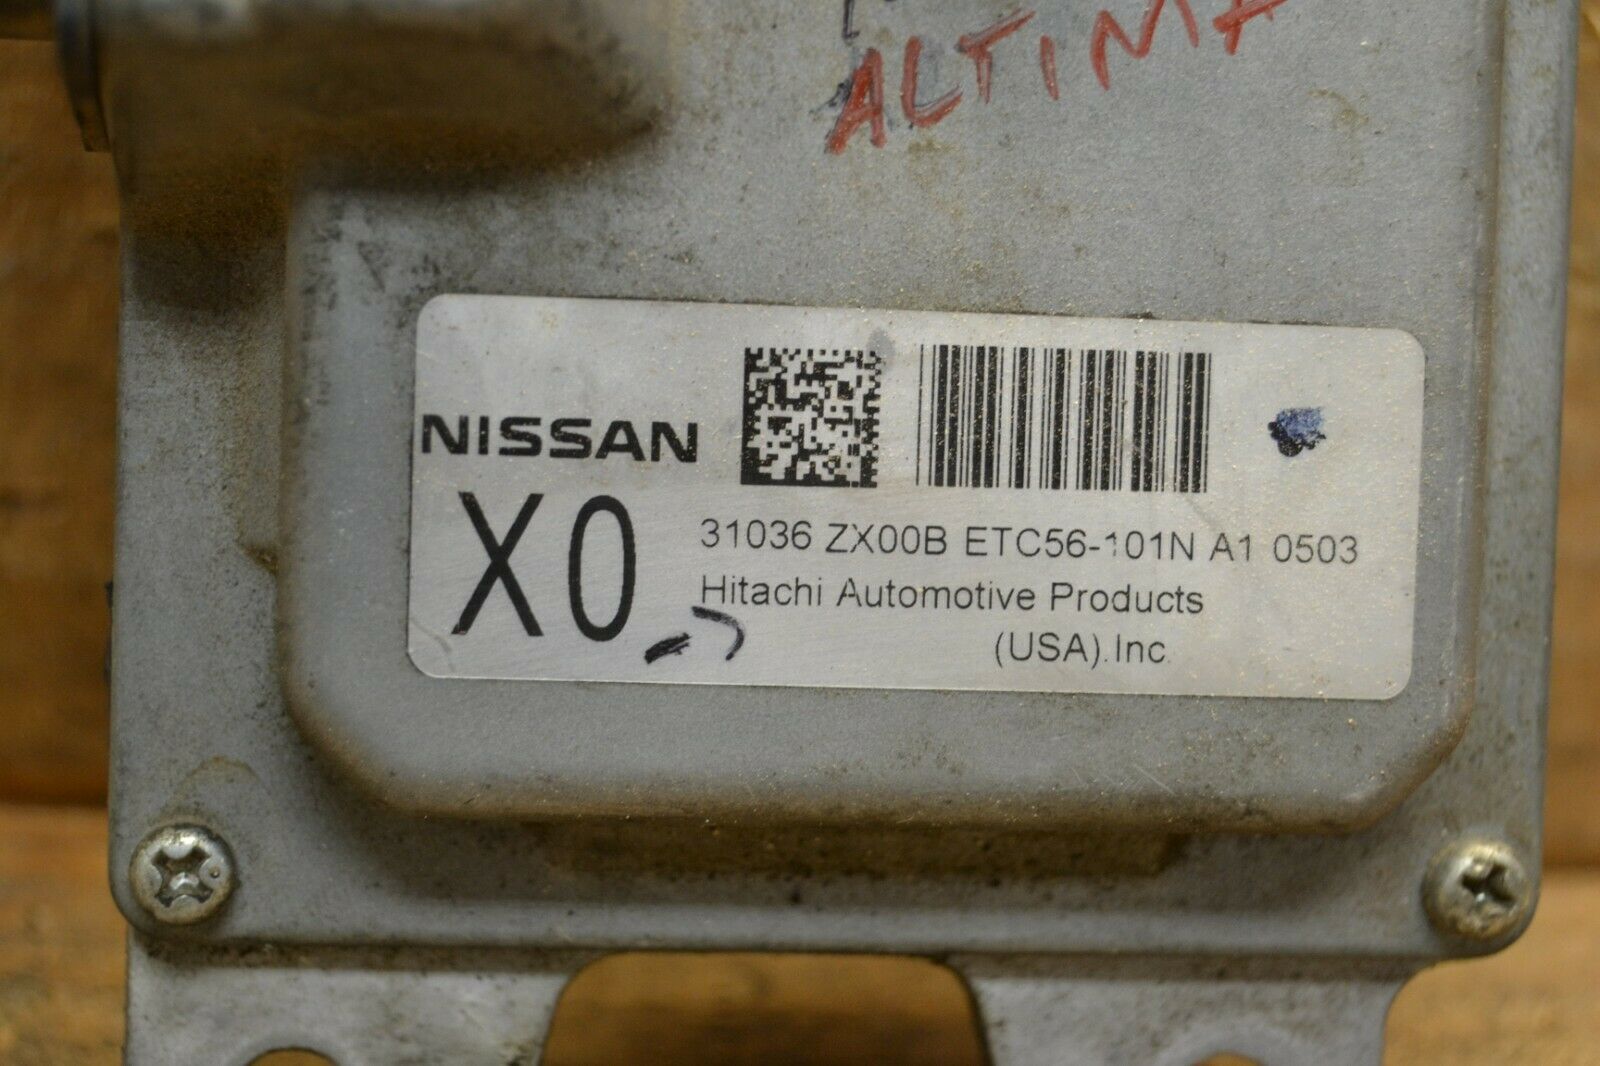 ALTIMA
NISSAN
X0
31036 ZX00B ETC56-101N A1 0503
Hitachi Automotive Products
(USA).Inc.